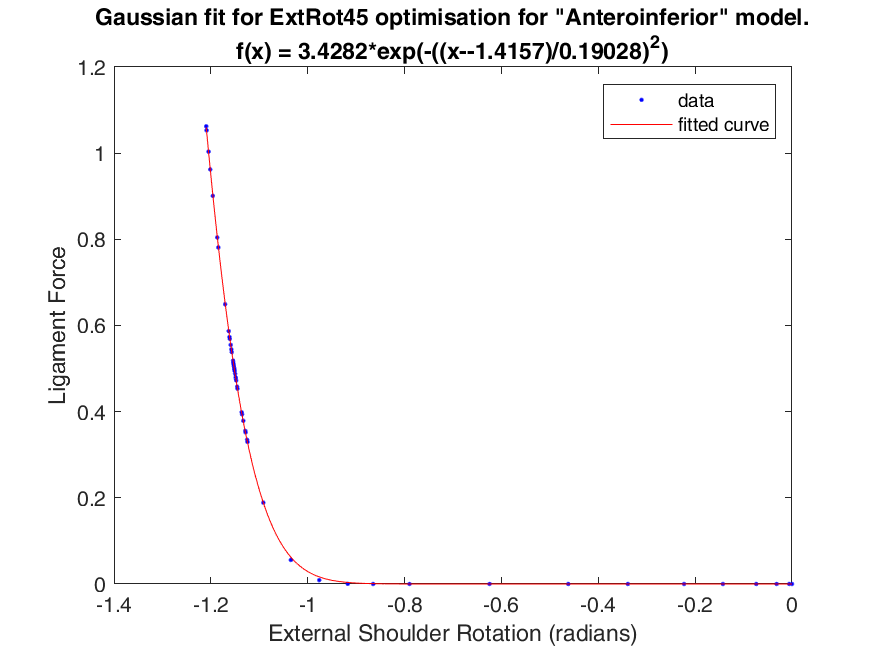 Gaussian fit for ExtRot45 optimisation for "Anteroinferior" model.
f(x) = 3.4282*exp(-((x--1.4157)/0.19028)²)
data
fitted curve
1.2
1
0.8
0.6
0.4
0.2
0
Ligament Force
-1.4
-1.2
-1
-0.8
-0.6
-0.4
-0.2
0
External Shoulder Rotation (radians)